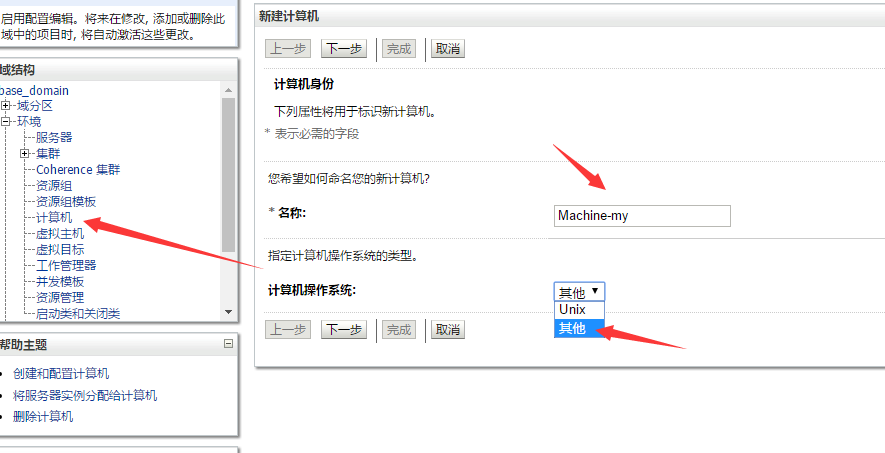 启用配置编辑。将来在修改, 添加或删除此
域中的项目时, 将自动激活这些更改。
域结构
base_domain
域分区
环境
服务器
集群
Coherence 集群
资源组
资源组模板
计算机
虚拟主机
虚拟目标
工作管理器
并发模板
资源管理
启动类和关闭类
帮助主题
创建和配置计算机
将服务器实例分配给计算机
删除计算机
新建计算机
上一步 下一步 完成 取消
计算机身份
下列属性将用于标识新计算机。
* 表示必需的字段
您希望如何命名您的新计算机?
* 名称: Machine-my
指定计算机操作系统的类型。
计算机操作系统: 其他
Unix
其他
上一步 下一步 完成 取消